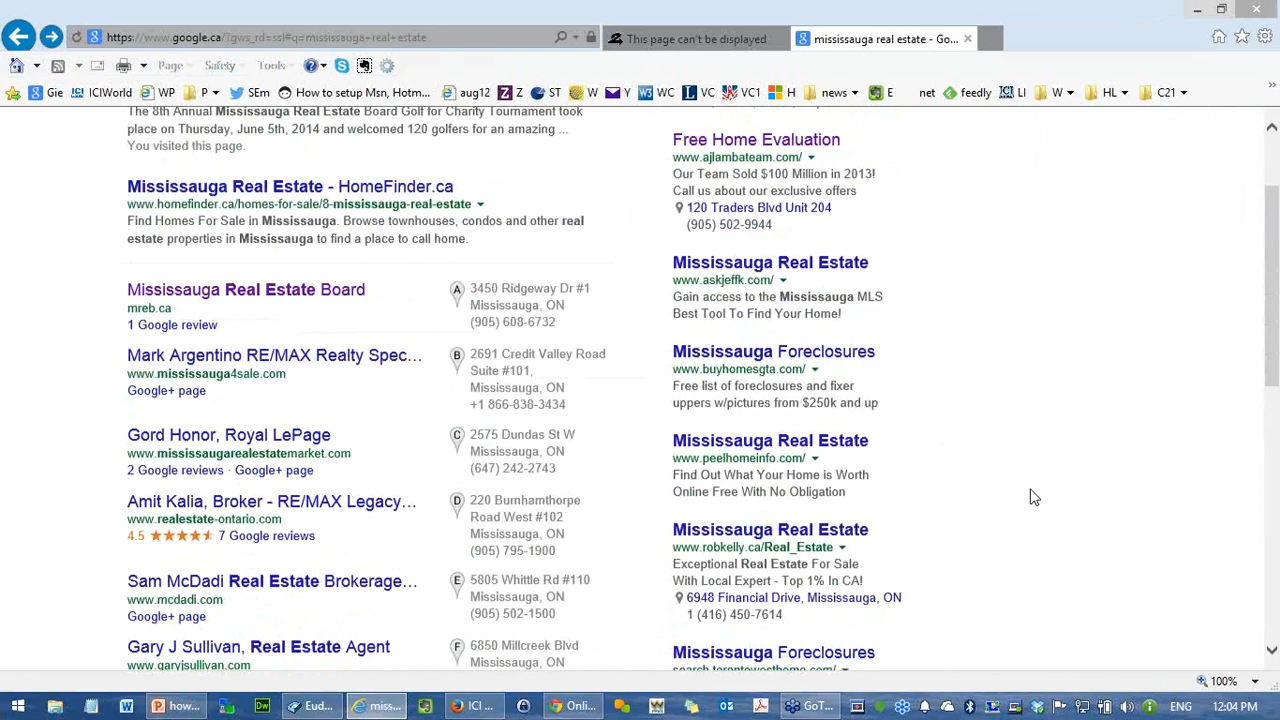 https://www.google.ca/?gws_rd=ssl#q=mississauga+real+estate
This page can't be displayed
mississauga real estate - Go...
Page
Safety
Tools
Gie
ICIWorld
WP
P
SEm
How to setup Msn, Hotm...
aug12
Z
ST
W
Y
WC
VC
VC1
H
news
E
net
feedly
LI
W
HL
C21
The 8th Annual Mississauga Real Estate Board Golf for Charity Tournament took
place on Thursday, June 5th, 2014 and welcomed 120 golfers for an amazing ...
You visited this page.
Mississauga Real Estate - HomeFinder.ca
www.homefinder.ca/homes-for-sale/8-mississauga-real-estate
Find Homes For Sale in Mississauga. Browse townhouses, condos and other real
estate properties in Mississauga to find a place to call home.
Mississauga Real Estate Board
mreb.ca
1 Google review
A
3450 Ridgeway Dr #1
Mississauga, ON
(905) 608-6732
Mark Argentino RE/MAX Realty Spec...
www.mississauga4sale.com
Google+ page
B
2691 Credit Valley Road
Suite #101,
Mississauga, ON
+1 866-838-3434
Gord Honor, Royal LePage
www.mississaugarealestatemarket.com
2 Google reviews · Google+ page
C
2575 Dundas St W
Mississauga, ON
(647) 242-2743
Amit Kalia, Broker - RE/MAX Legacy...
www.realestate-ontario.com
4.5 7 Google reviews
D
220 Burnhamthorpe
Road West #102
Mississauga, ON
(905) 795-1900
Sam McDadi Real Estate Brokerage...
www.mcdadi.com
Google+ page
E
5805 Whittle Rd #110
Mississauga, ON
(905) 502-1500
Gary J Sullivan, Real Estate Agent
www.garyjsullivan.com
F
6850 Millcreek Blvd
Mississauga, ON
Free Home Evaluation
www.ajlambateam.com/
Our Team Sold $100 Million in 2013!
Call us about our exclusive offers
120 Traders Blvd Unit 204
(905) 502-9944
Mississauga Real Estate
www.askjeffk.com/
Gain access to the Mississauga MLS
Best Tool To Find Your Home!
Mississauga Foreclosures
www.buyhomesgta.com/
Free list of foreclosures and fixer
uppers w/pictures from $250k and up
Mississauga Real Estate
www.peelhomeinfo.com/
Find Out What Your Home is Worth
Online Free With No Obligation
Mississauga Real Estate
www.robkelly.ca/Real_Estate
Exceptional Real Estate For Sale
With Local Expert - Top 1% In CA!
6948 Financial Drive, Mississauga, ON
1 (416) 450-7614
Mississauga Foreclosures
search.torontowesthome.com/
100%
how...
Eud...
miss...
ICI ...
Onli...
GoT...
ENG
12:04 PM